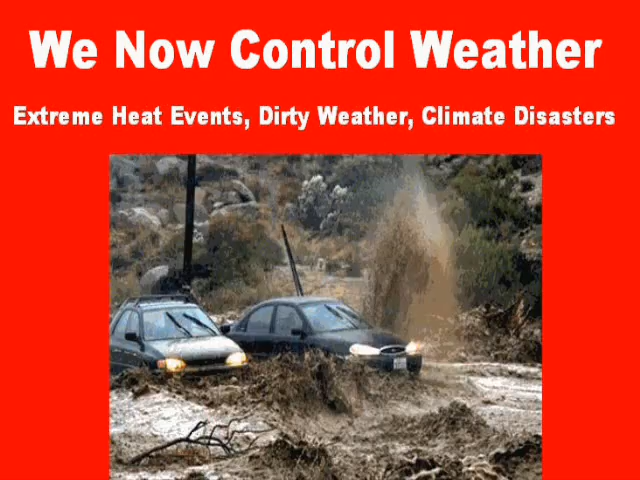 We Now Control Weather
Extreme Heat Events, Dirty Weather, Climate Disasters